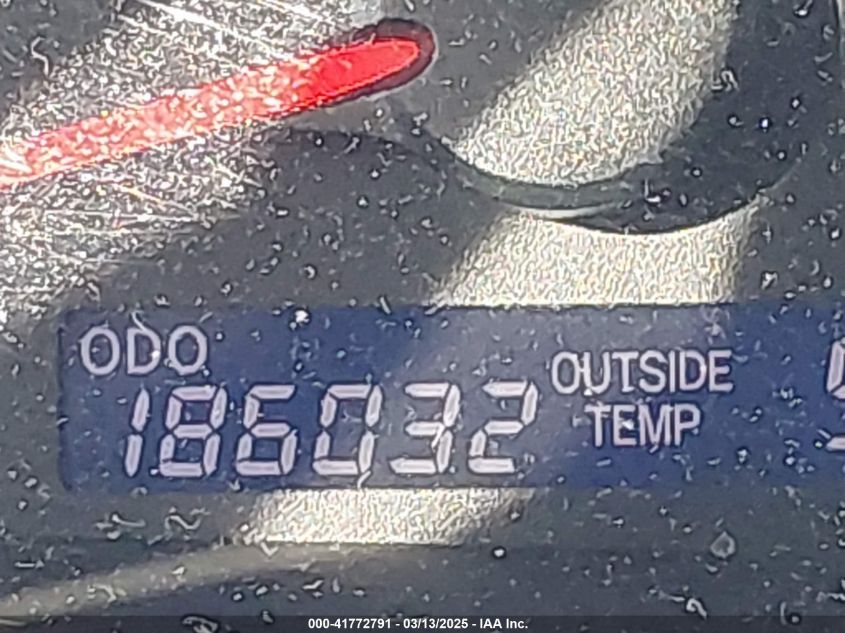 ODO
186032
OUTSIDE
TEMP
000-41772791 - 03/13/2025 - IAA Inc.